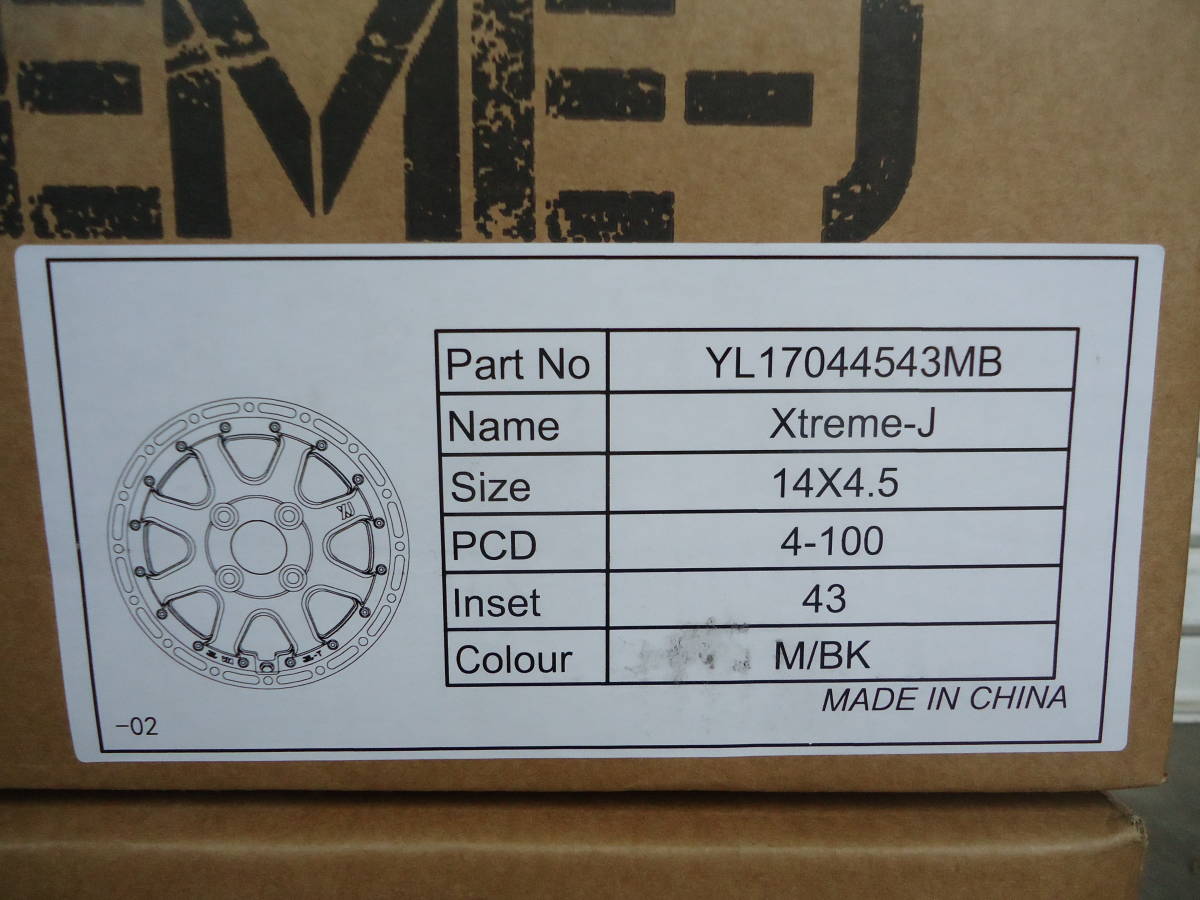 EME-J
Part No YL17044543MB
Name Xtreme-J
Size 14X4.5
PCD 4-100
Inset 43
Colour M/BK
MADE IN CHINA
XJ
-02